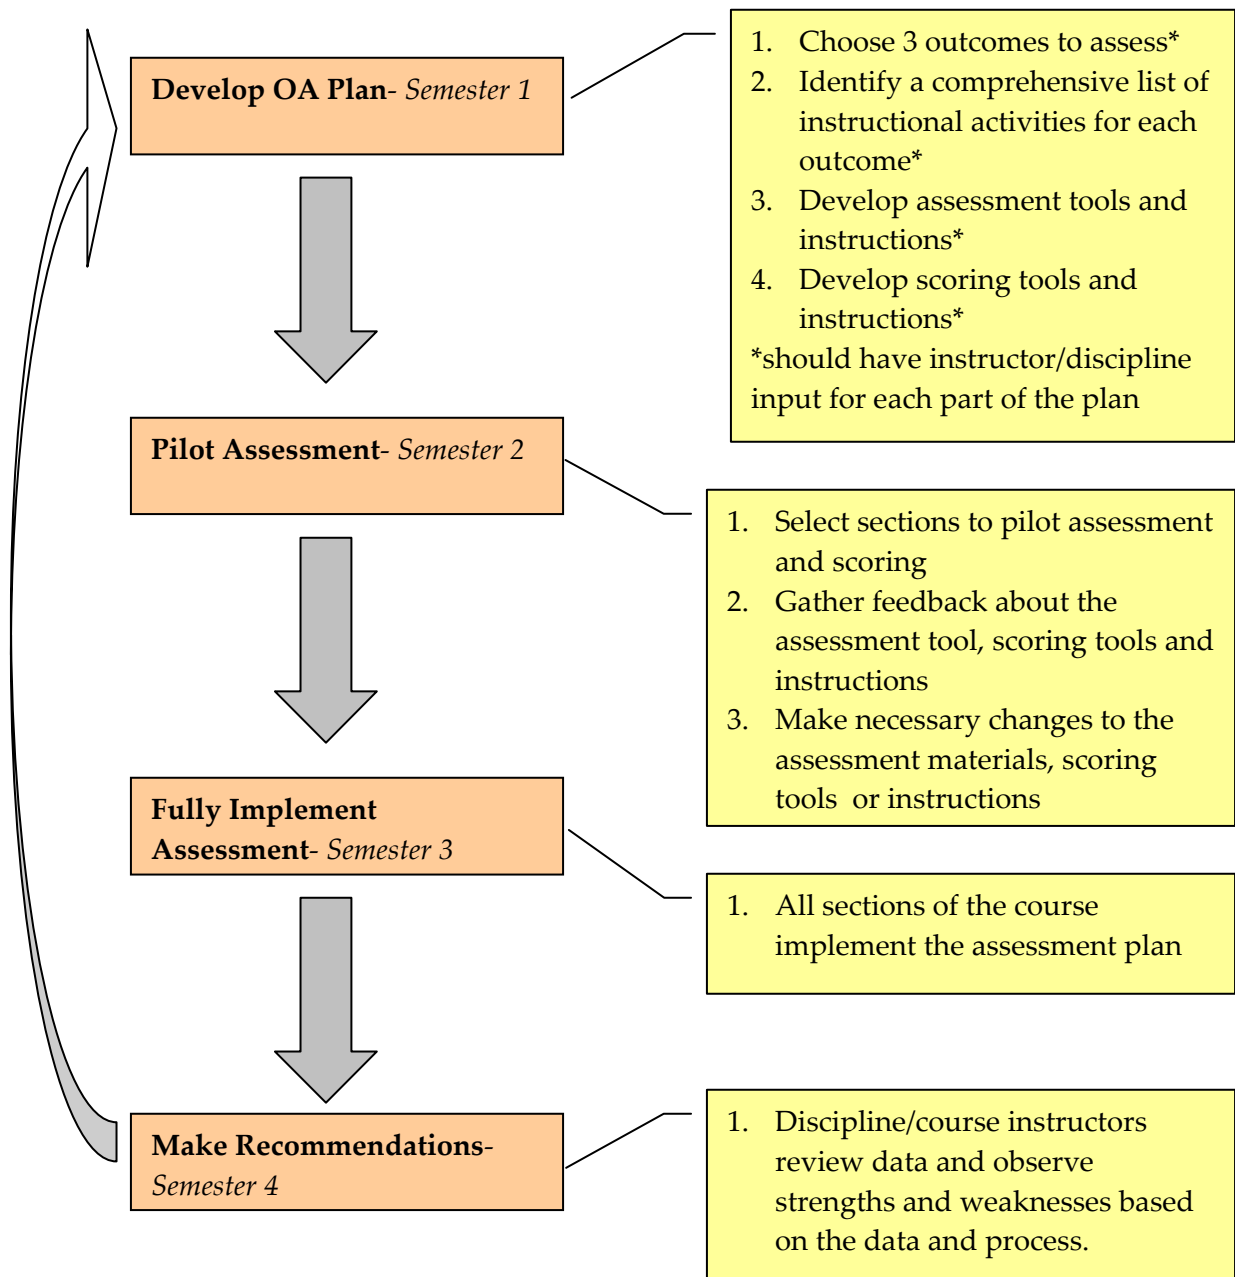 Develop OA Plan- Semester 1
1. Choose 3 outcomes to assess*
2. Identify a comprehensive list of
instructional activities for each
outcome*
3. Develop assessment tools and
instructions*
4. Develop scoring tools and
instructions*
*should have instructor/discipline
input for each part of the plan
Pilot Assessment- Semester 2
1. Select sections to pilot assessment
and scoring
2. Gather feedback about the
assessment tool, scoring tools and
instructions
3. Make necessary changes to the
assessment materials, scoring
tools or instructions
Fully Implement
Assessment- Semester 3
1. All sections of the course
implement the assessment plan
Make Recommendations-
Semester 4
1. Discipline/course instructors
review data and observe
strengths and weaknesses based
on the data and process.